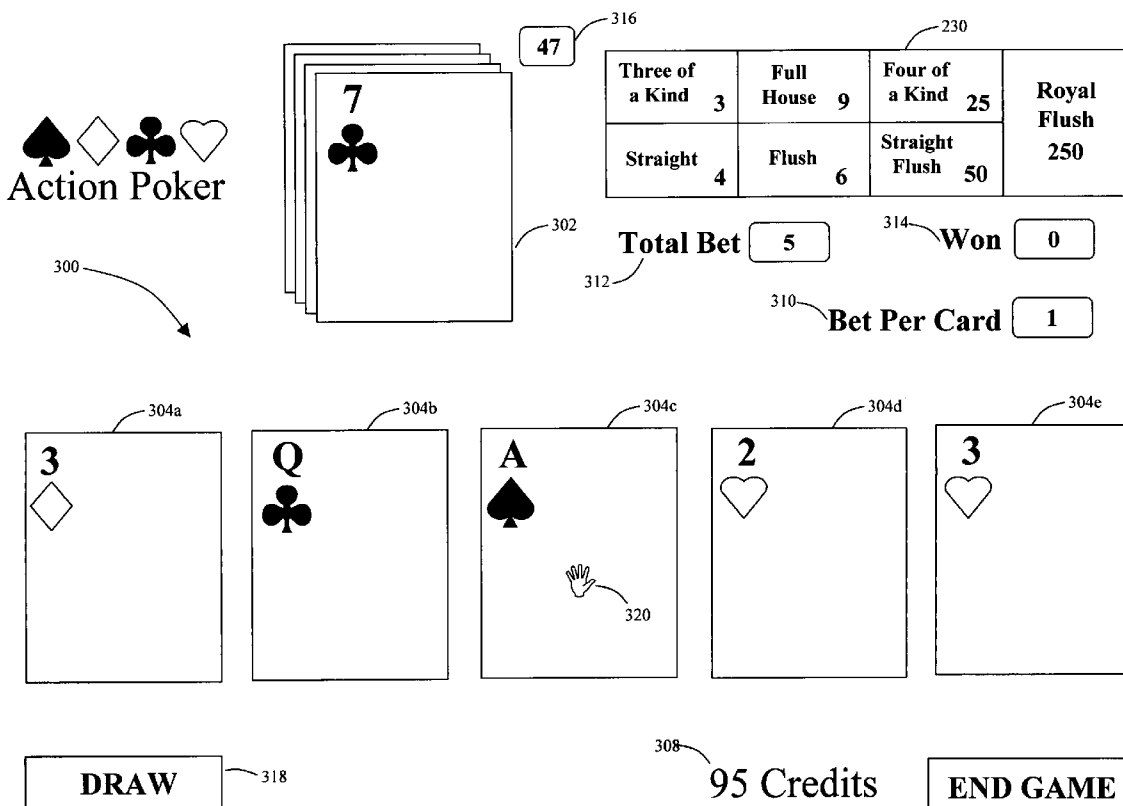 316
47
230
Three of a Kind 3
Full House 9
Four of a Kind 25
Royal Flush 250
Straight 4
Flush 6
Straight Flush 50
7
Action Poker
302
300
Total Bet 5
312
314
Won 0
310
Bet Per Card 1
304a
304b
304c
304d
304e
3
Q
A
2
3
320
DRAW
318
308
95 Credits
END GAME